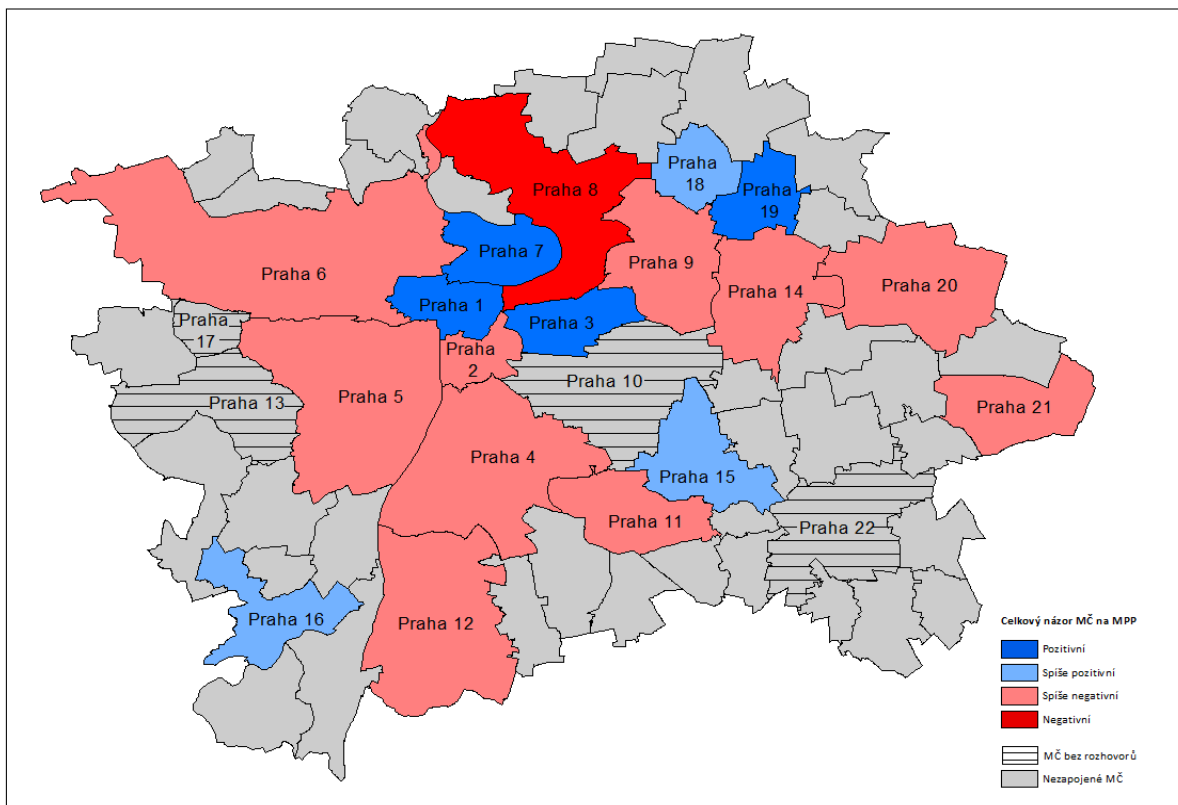 Praha
18
Praha 8
Praha
19
Praha 7
Praha 9
Praha 6
Praha 20
Praha 14
Praha 1
Praha 3
Praha
17
Praha
2
Praha 10
Praha 5
Praha 13
Praha 21
Praha 4
Praha 15
Praha 11
Praha 22
Praha 16
Praha 12
Celkový názor MČ na MPP
Pozitivní
Spíše pozitivní
Spíše negativní
Negativní
MČ bez rozhovorů
Nezapojené MČ